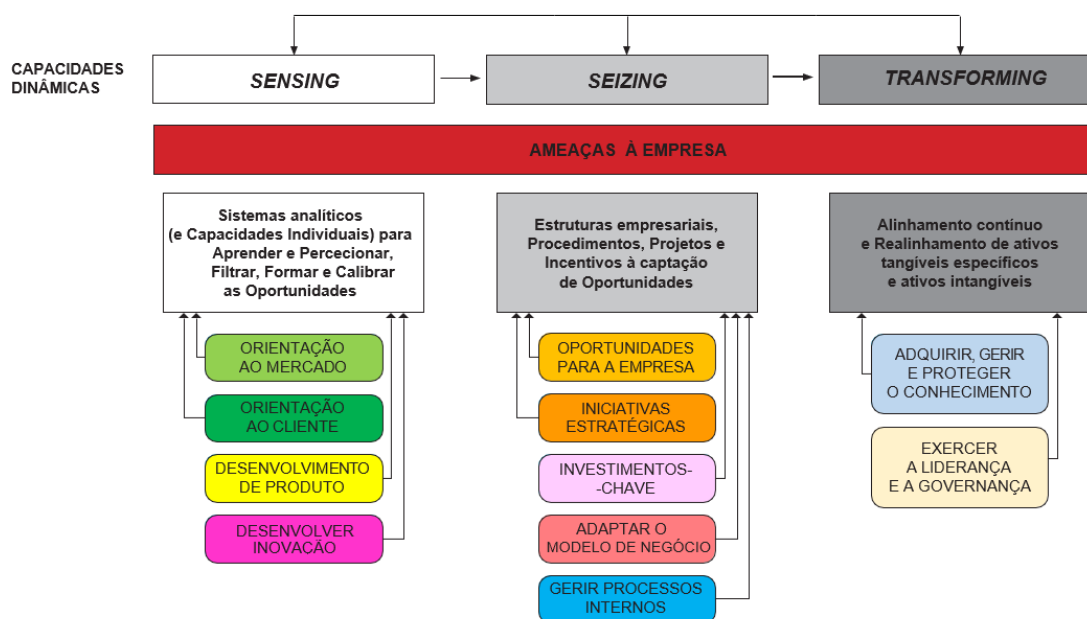 CAPACIDADES
DINÂMICAS
SENSING
SEIZING
TRANSFORMING
AMEAÇAS À EMPRESA
Sistemas analíticos
(e Capacidades Individuais) para
Aprender e Percecionar,
Filtrar, Formar e Calibrar
as Oportunidades
ORIENTAÇÃO
AO MERCADO
ORIENTAÇÃO
AO CLIENTE
DESENVOLVIMENTO
DE PRODUTO
DESENVOLVER
INOVAÇÃO
Estruturas empresariais,
Procedimentos, Projetos e
Incentivos à captação
de Oportunidades
OPORTUNIDADES
PARA A EMPRESA
INICIATIVAS
ESTRATÉGICAS
INVESTIMENTOS-
-CHAVE
ADAPTAR O
MODELO DE NEGÓCIO
GERIR PROCESSOS
INTERNOS
Alinhamento contínuo
e Realinhamento de ativos
tangíveis específicos
e ativos intangíveis
ADQUIRIR, GERIR
E PROTEGER
O CONHECIMENTO
EXERCER
A LIDERANÇA
E A GOVERNANÇA